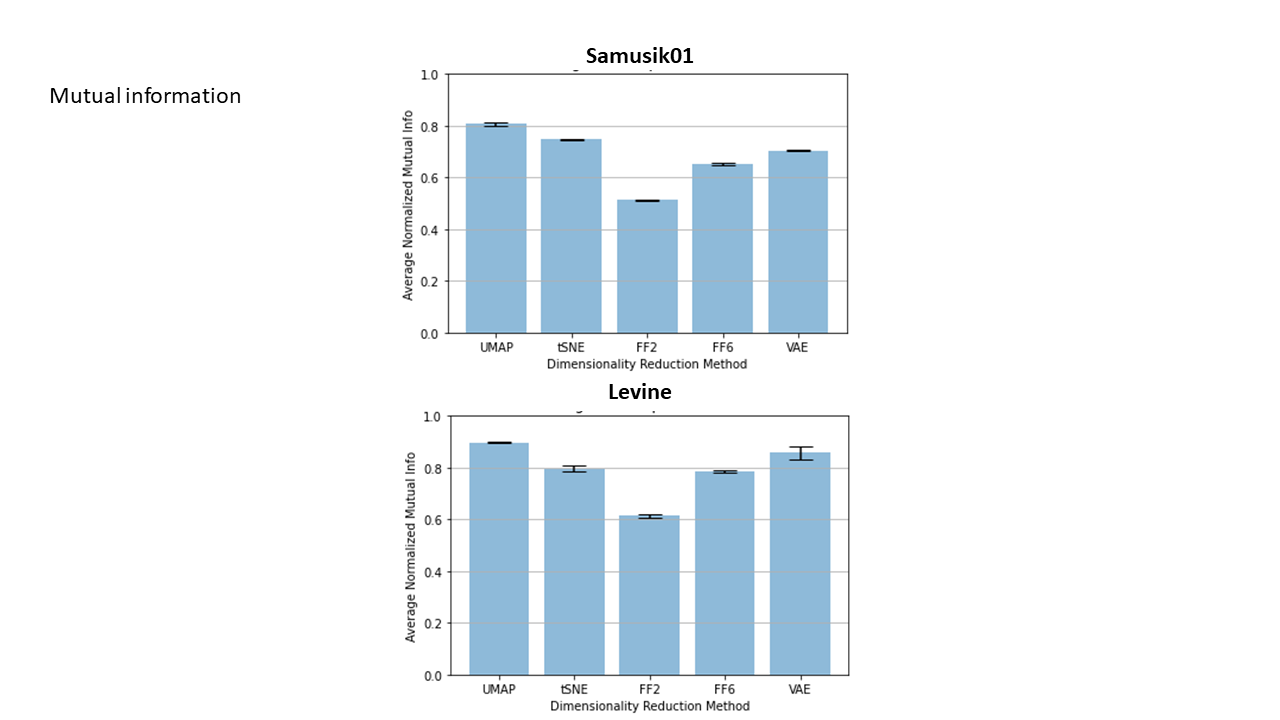 Mutual information
Samusik01
1.0
0.8
0.6
0.4
0.2
0.0
Average Normalized Mutual Info
UMAP tSNE FF2 FF6 VAE
Dimensionality Reduction Method
Levine
1.0
0.8
0.6
0.4
0.2
0.0
Average Normalized Mutual Info
UMAP tSNE FF2 FF6 VAE
Dimensionality Reduction Method